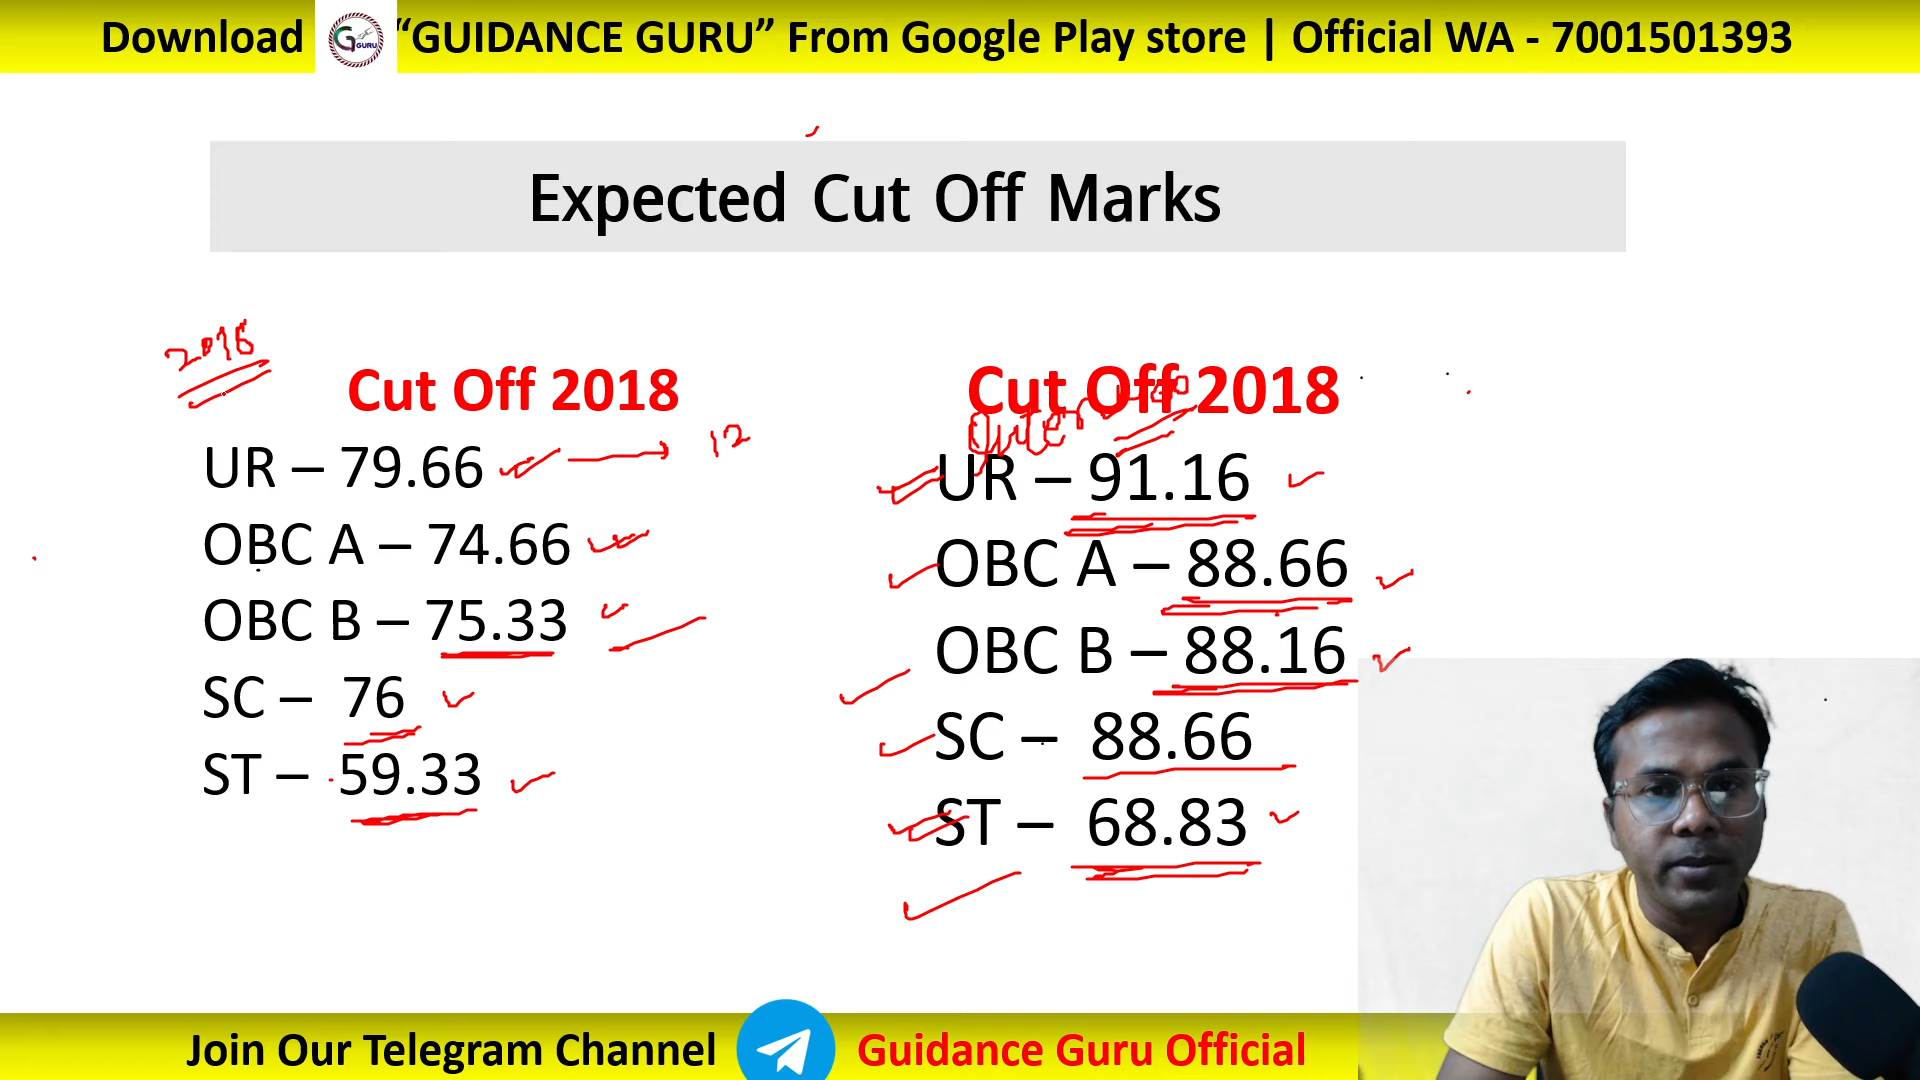 Download GGURU “GUIDANCE GURU” From Google Play store | Official WA - 7001501393
Expected Cut Off Marks
2016
Cut Off 2018
UR – 79.66 → 12
OBC A – 74.66
OBC B – 75.33
SC – 76
ST – 59.33
Cut Off 2018
UR – 91.16
OBC A – 88.66
OBC B – 88.16
SC – 88.66
ST – 68.83
Join Our Telegram Channel Guidance Guru Official